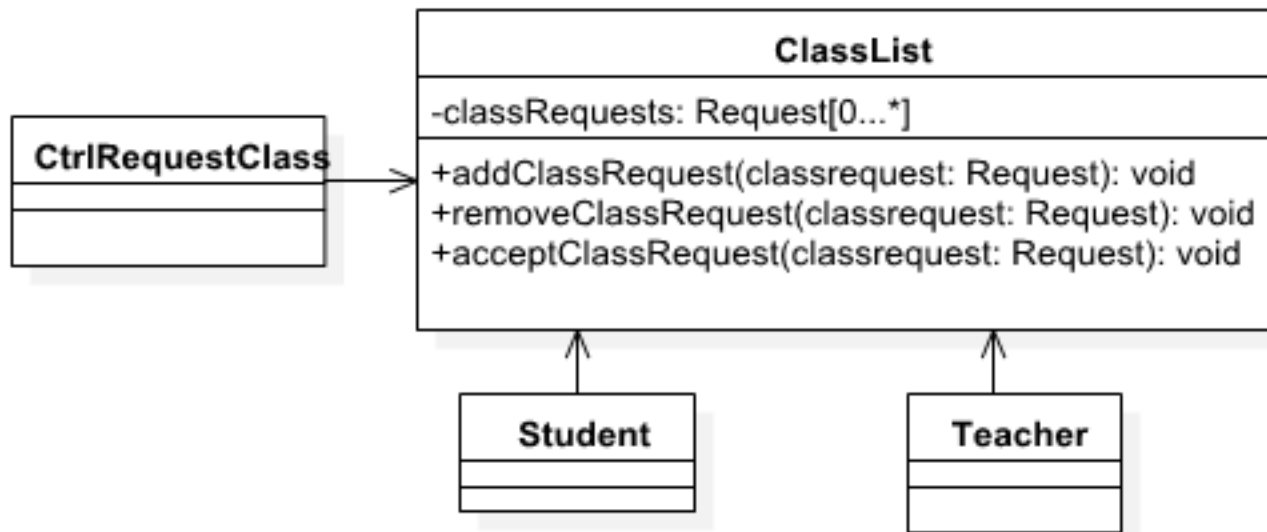 ClassList
-classRequests: Request[0...*]
CtrlRequestClass
+addClassRequest(classrequest: Request): void
+removeClassRequest(classrequest: Request): void
+acceptClassRequest(classrequest: Request): void
Student
Teacher